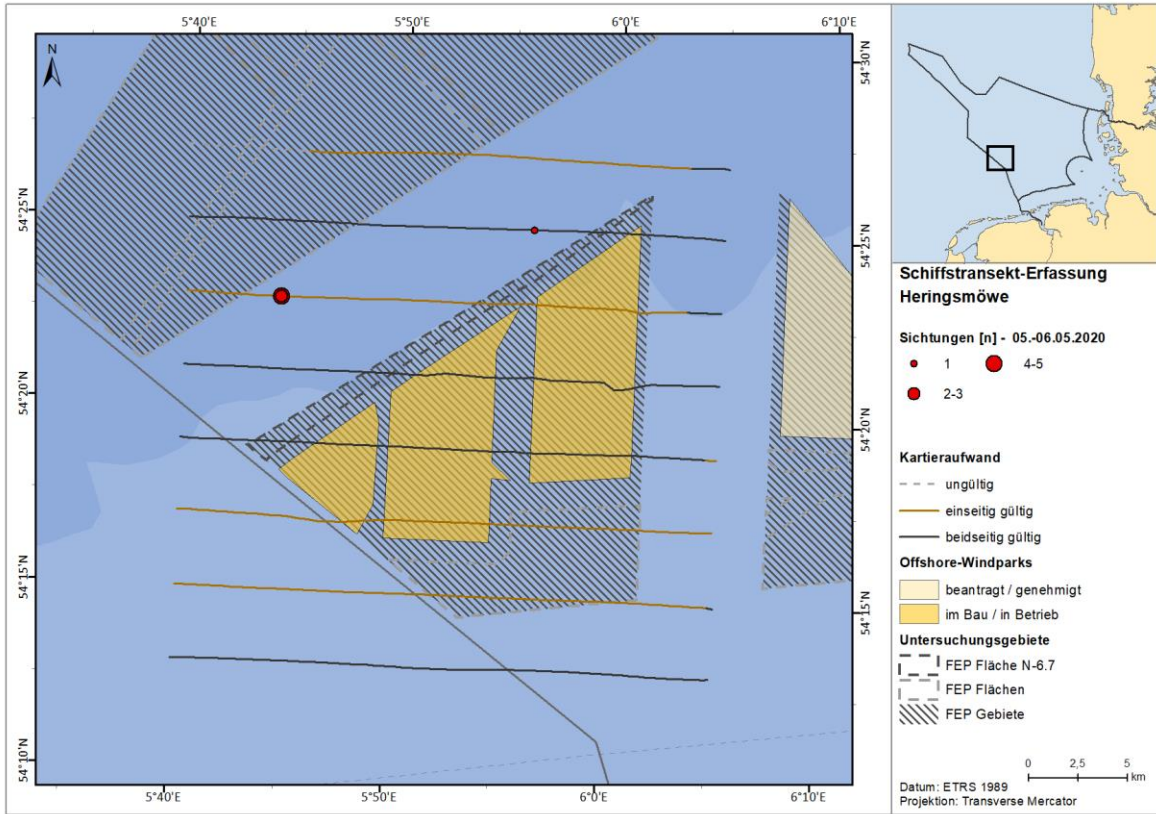 5°40'E
5°50'E
6°0'E
6°10'E
N
54°30'N
54°25'N
54°25'N
54°20'N
54°20'N
54°15'N
54°15'N
54°10'N
5°40'E
5°50'E
6°0'E
6°10'E
Schiffstransekt-Erfassung
Heringsmöwe
Sichtungen [n] - 05.-06.05.2020
1
4-5
2-3
Kartieraufwand
ungültig
einseitig gültig
beidseitig gültig
Offshore-Windparks
beantragt / genehmigt
im Bau / in Betrieb
Untersuchungsgebiete
FEP Fläche N-6.7
FEP Flächen
FEP Gebiete
0 2,5 5
km
Datum: ETRS 1989
Projektion: Transverse Mercator